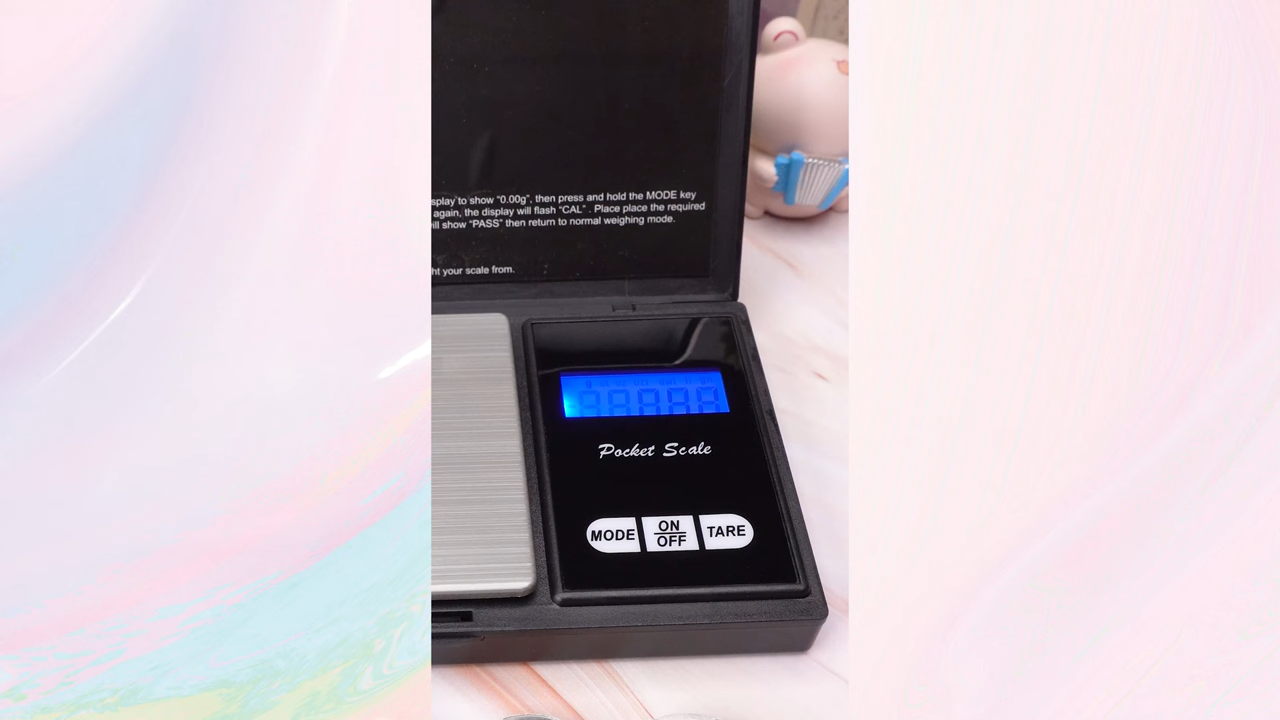 splay to show “0.00g”, then press and hold the MODE key
again, the display will flash “CAL” . Place place the required
ill show “PASS” then return to normal weighing mode.
ht your scale from.
88888
Pocket Scale
MODE
ON
OFF
TARE